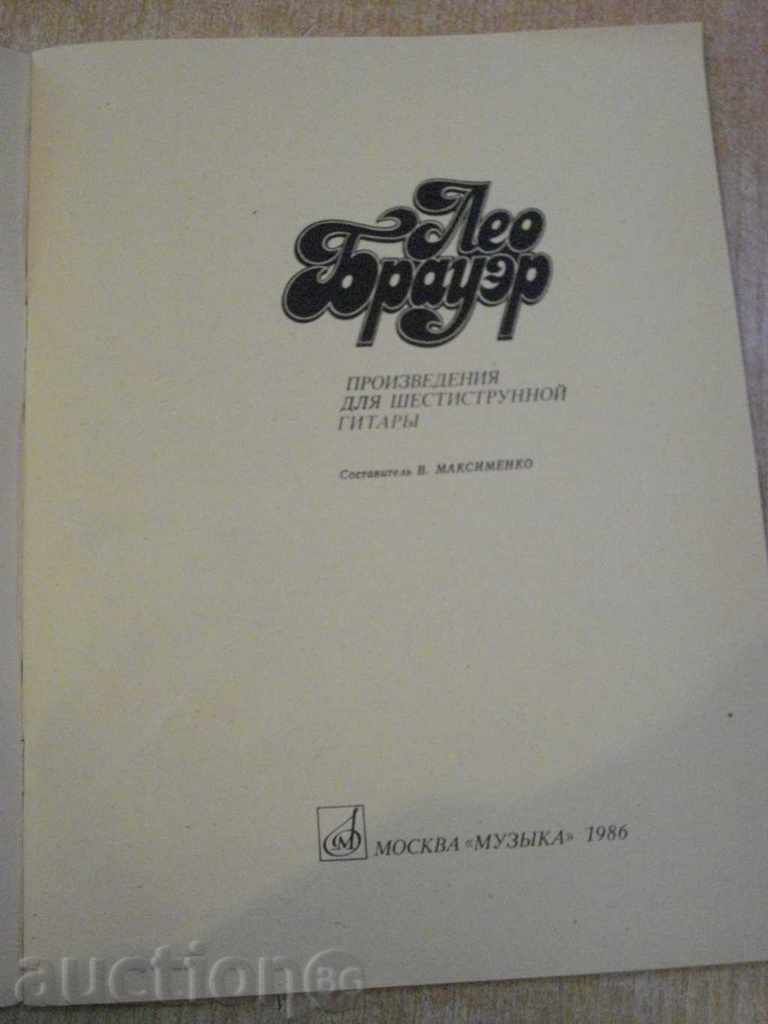 Лео
Брауэр
ПРОИЗВЕДЕНИЯ
ДЛЯ ШЕСТИСТРУННОЙ
ГИТАРЫ
Составитель В. МАКСИМЕНКО
М МОСКВА «МУЗЫКА» 1986
auction BG